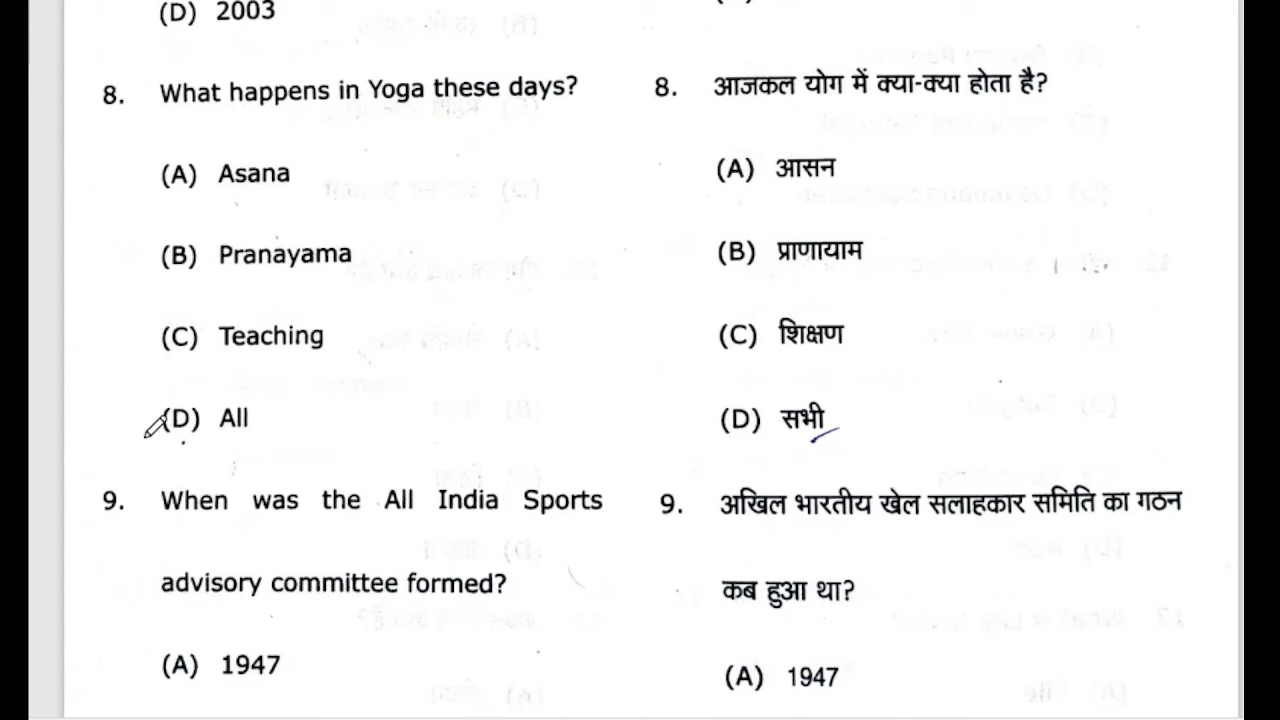 (D) 2003
8. What happens in Yoga these days?
(A) Asana
(B) Pranayama
(C) Teaching
(D) All
9. When was the All India Sports
advisory committee formed?
(A) 1947
8. आजकल योग में क्या-क्या होता है?
(A) आसन
(B) प्राणायाम
(C) शिक्षण
(D) सभी
9. अखिल भारतीय खेल सलाहकार समिति का गठन
कब हुआ था?
(A) 1947